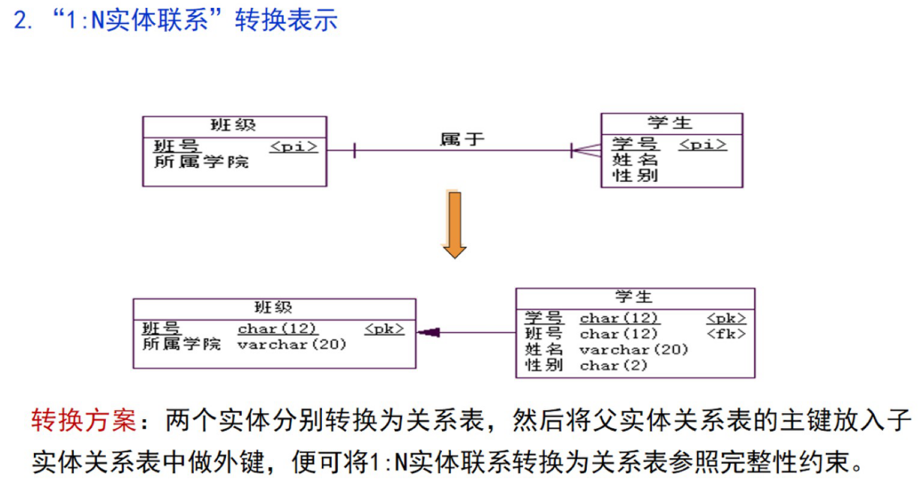 2. “1:N实体联系”转换表示
班级
班号 <pi>
所属学院
属于
学生
学号 <pi>
姓名
性别
班级
班号 char(12) <pk>
所属学院 varchar(20)
学生
学号 char(12) <pk>
班号 char(12) <fk>
姓名 varchar(20)
性别 char(2)
转换方案：两个实体分别转换为关系表，然后将父实体关系表的主键放入子
实体关系表中做外键，便可将1:N实体联系转换为关系表参照完整性约束。